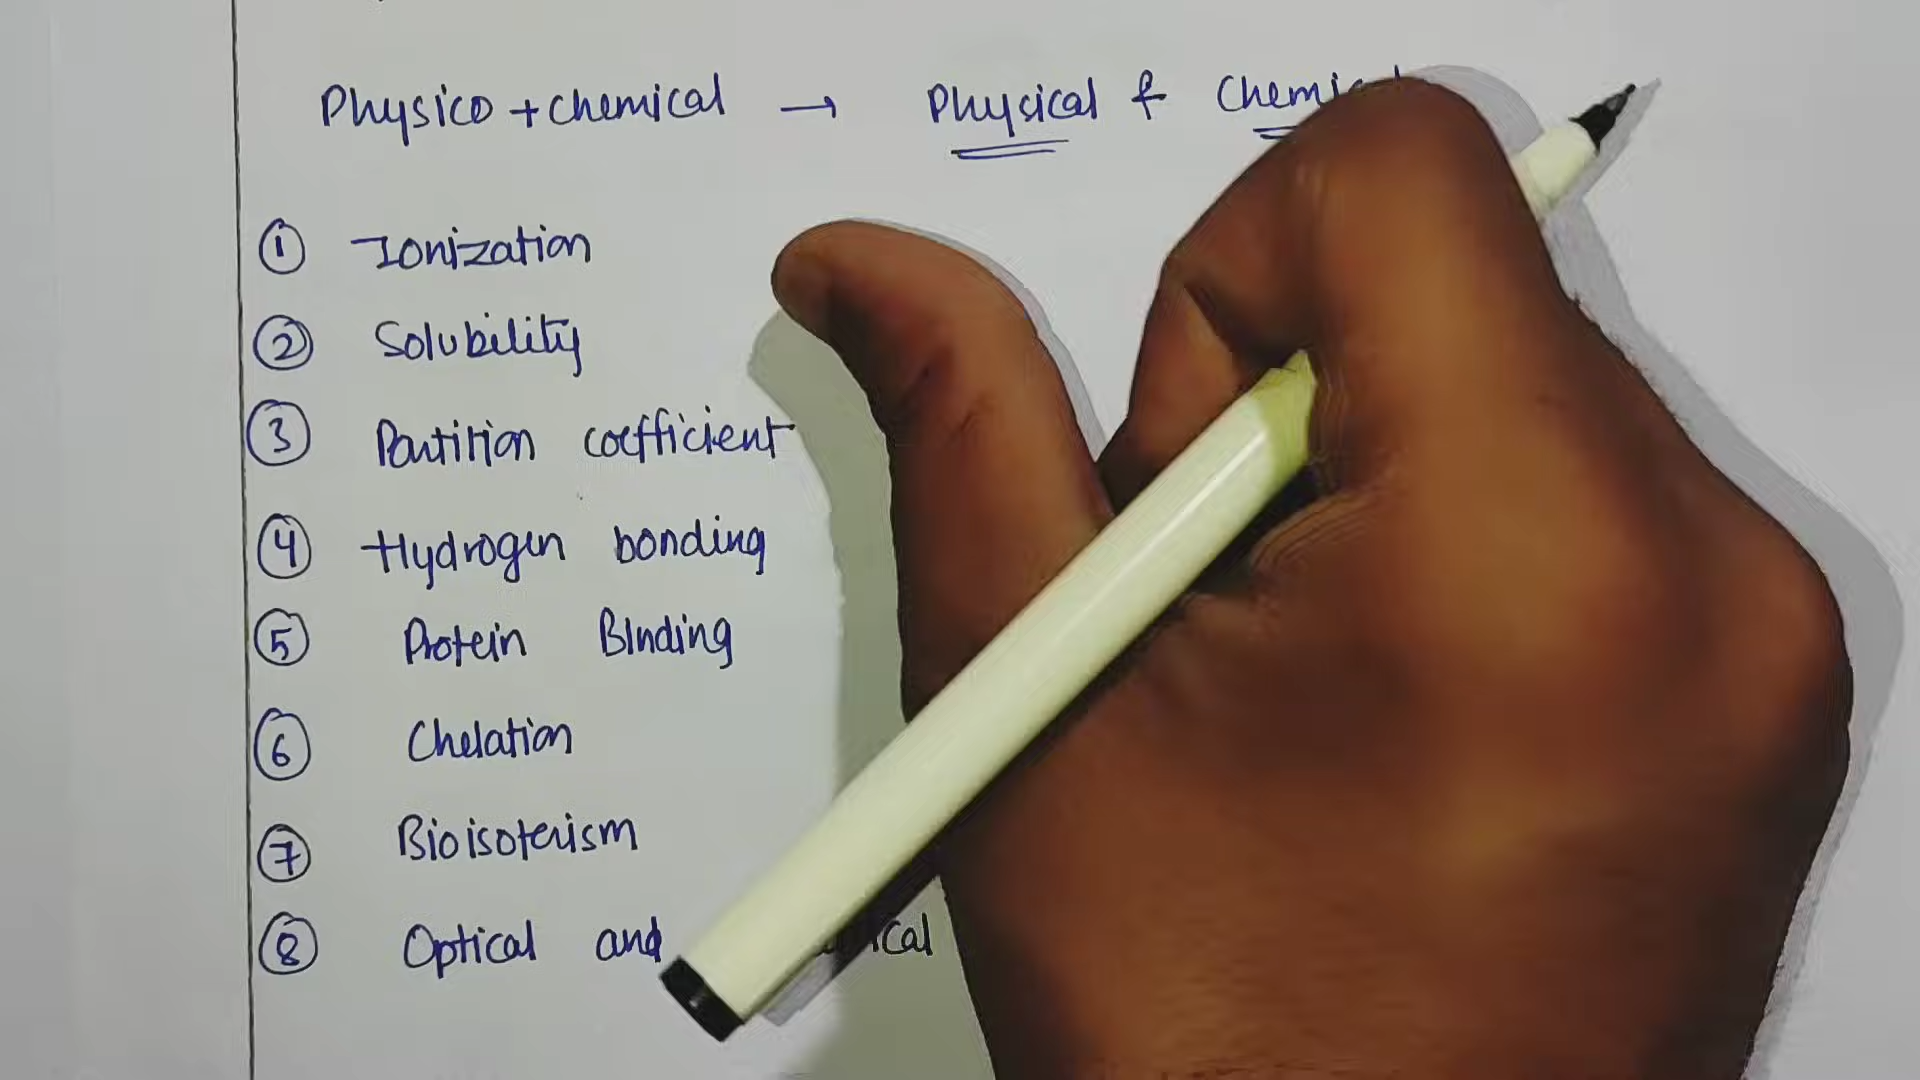 Physico + chemical → Physical &
① Ionization
② Solubility
③ Partition coefficient
④ Hydrogen bonding
⑤ Protein Binding
⑥ Chelation
⑦ Bioisoterism
⑧ Optical and